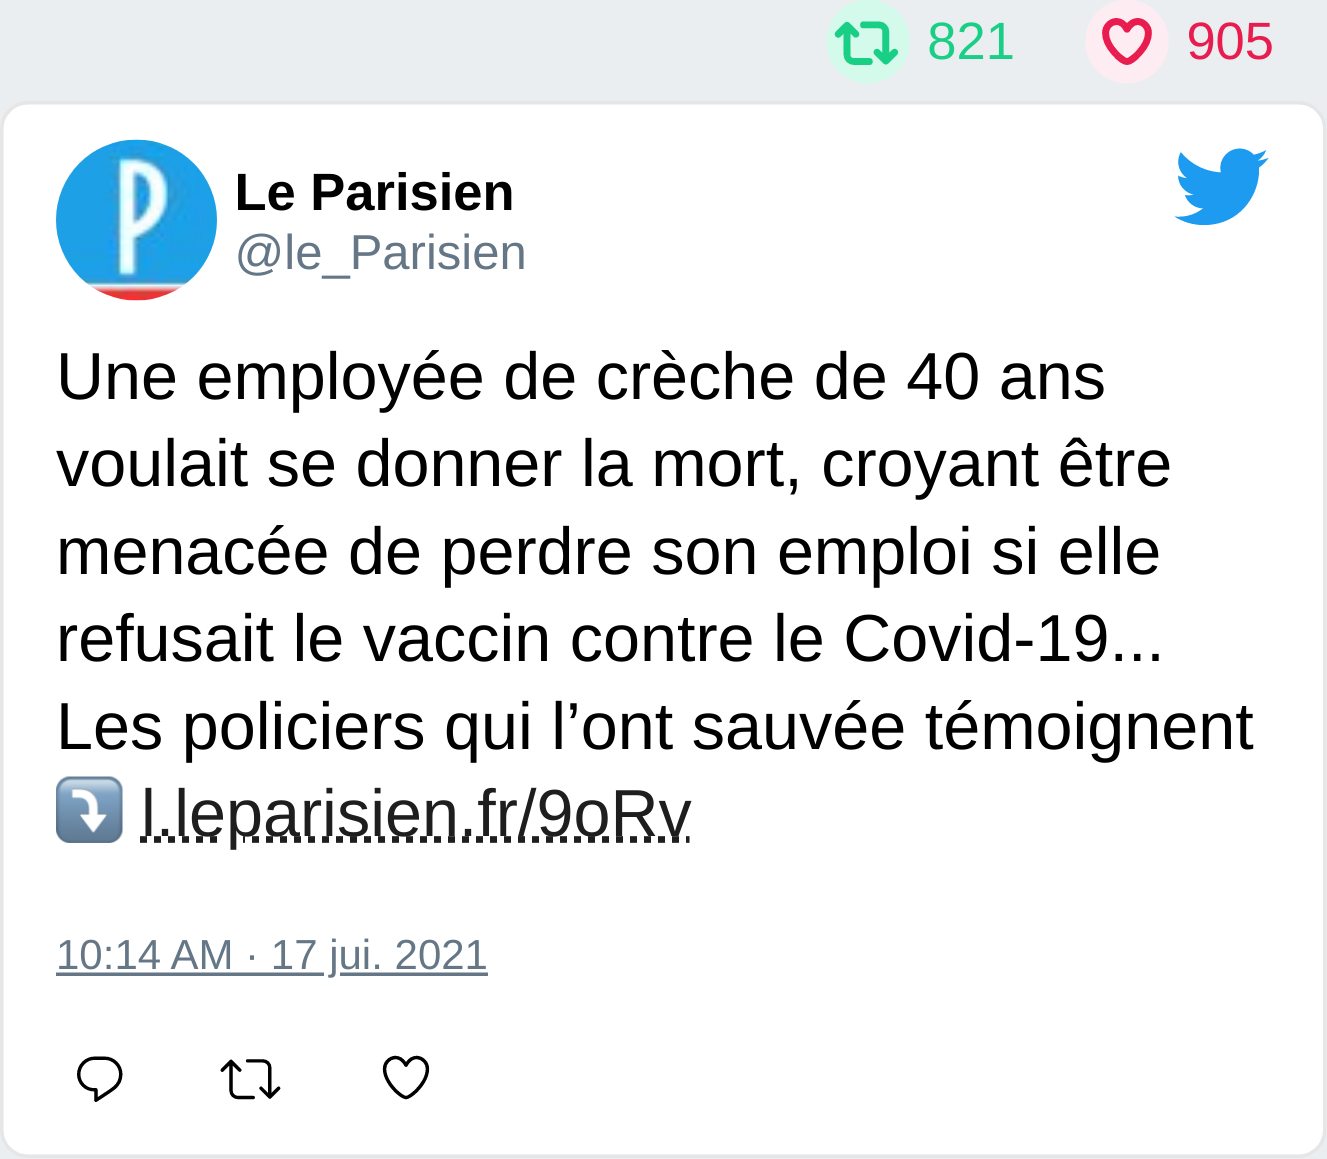 821 905
Le Parisien
@le_Parisien
Une employée de crèche de 40 ans
voulait se donner la mort, croyant être
menacée de perdre son emploi si elle
refusait le vaccin contre le Covid-19...
Les policiers qui l’ont sauvée témoignent
⤵️ l.leparisien.fr/9oRv
10:14 AM · 17 jui. 2021